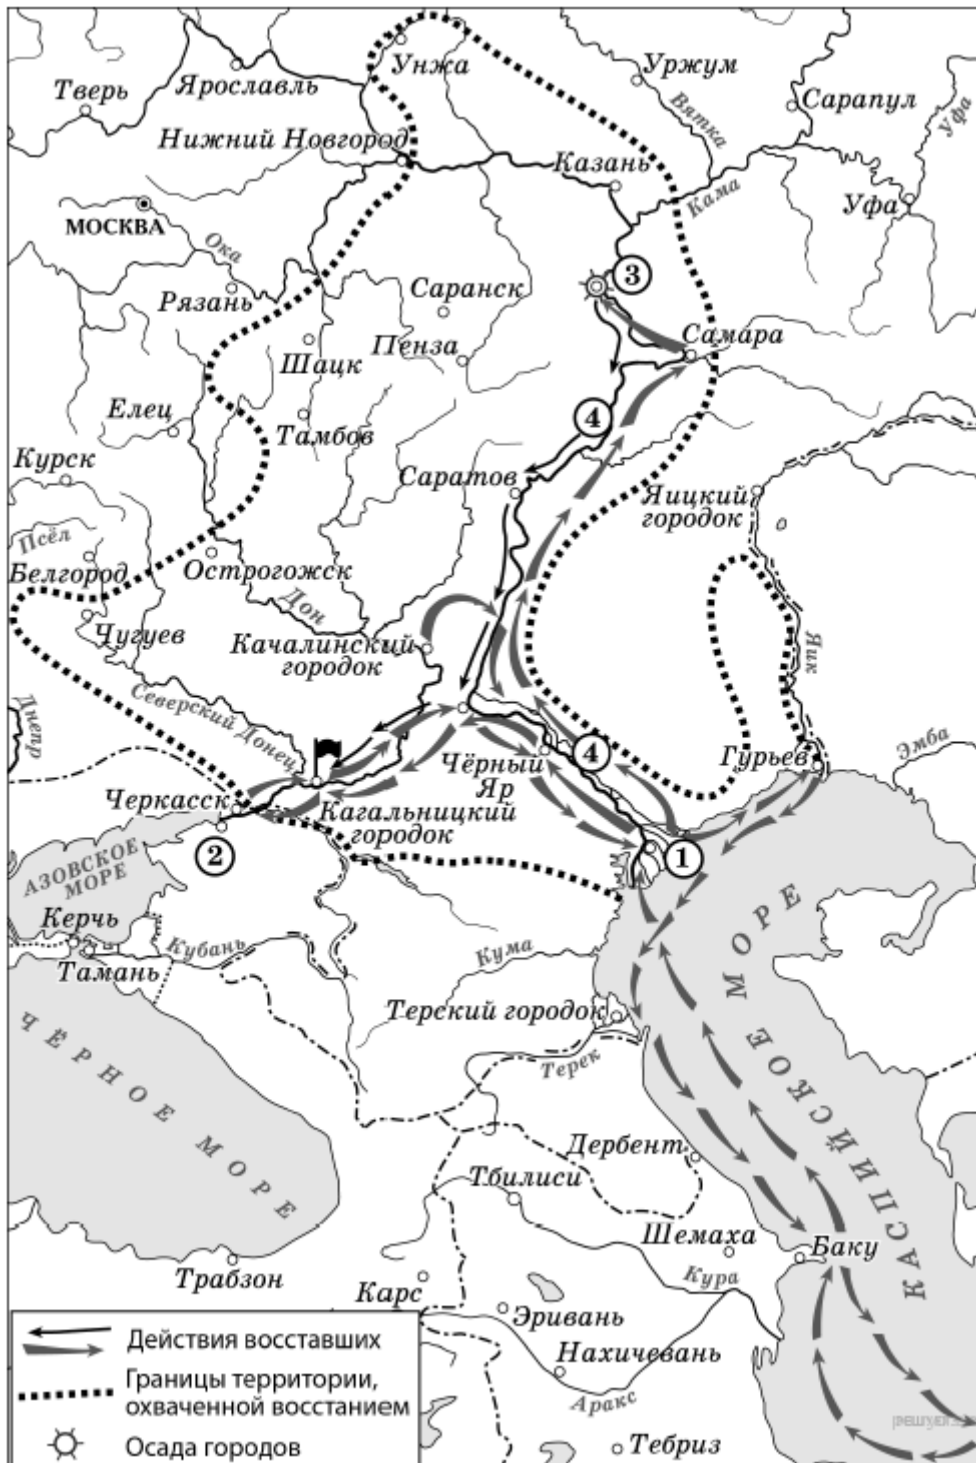 Унжа
Уржум
Ярославль
Тверь
Вятка
Сарапул
Уфа
Нижний Новгород
Казань
Кама
Уфа
МОСКВА
Ока
3
Рязань
Саранск
Самара
Шацк
Пенза
Елец
Тамбов
4
Курск
Саратов
Яицкий
городок
Псёл
Белгород
Острогожск
Дон
Чугуев
Качалинский
городок
Яик
Северский Донец
Днепр
Чёрный
Яр
4
Гурьев
Эмба
Черкасск
Кагальницкий
городок
2
1
АЗОВСКОЕ
МОРЕ
Керчь
Тамань
Кубань
Кума
Терский городок
Терек
ЧЁРНОЕ МОРЕ
КАСПИЙСКОЕ МОРЕ
Дербент
Тбилиси
Шемаха
Баку
Трабзон
Карс
Кура
Эривань
Нахичевань
Аракс
Тебриз
Действия восставших
Границы территории,
охваченной восстанием
Осада городов